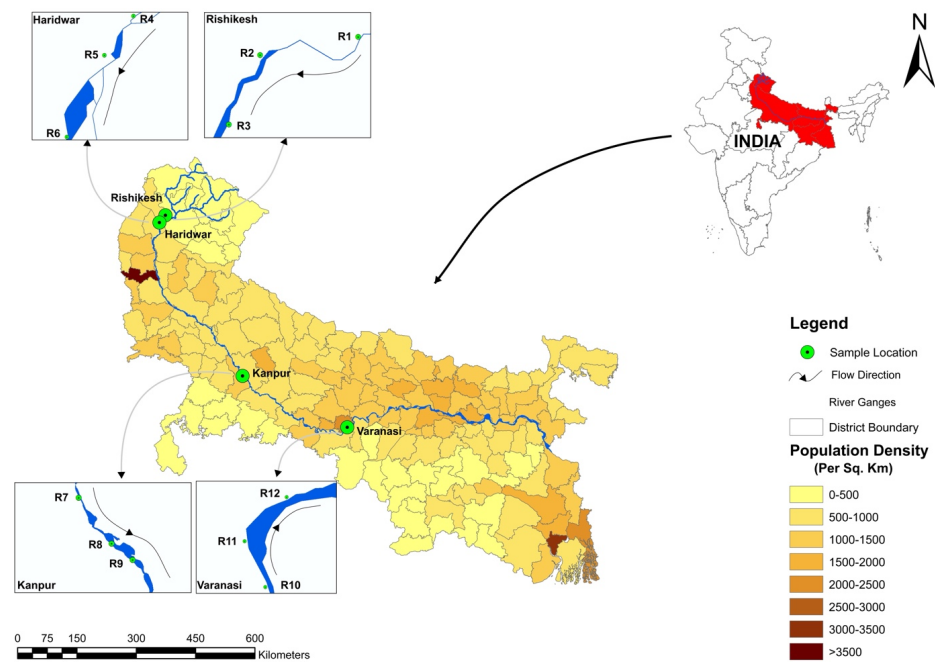 Haridwar
R4
R5
R6
Rishikesh
R1
R2
R3
N
INDIA
Rishikesh
Haridwar
Kanpur
Varanasi
R7
R8
R9
Kanpur
R12
R11
R10
Varanasi
Legend
Sample Location
Flow Direction
River Ganges
District Boundary
Population Density
(Per Sq. Km)
0-500
500-1000
1000-1500
1500-2000
2000-2500
2500-3000
3000-3500
>3500
0 75 150 300 450 600
Kilometers